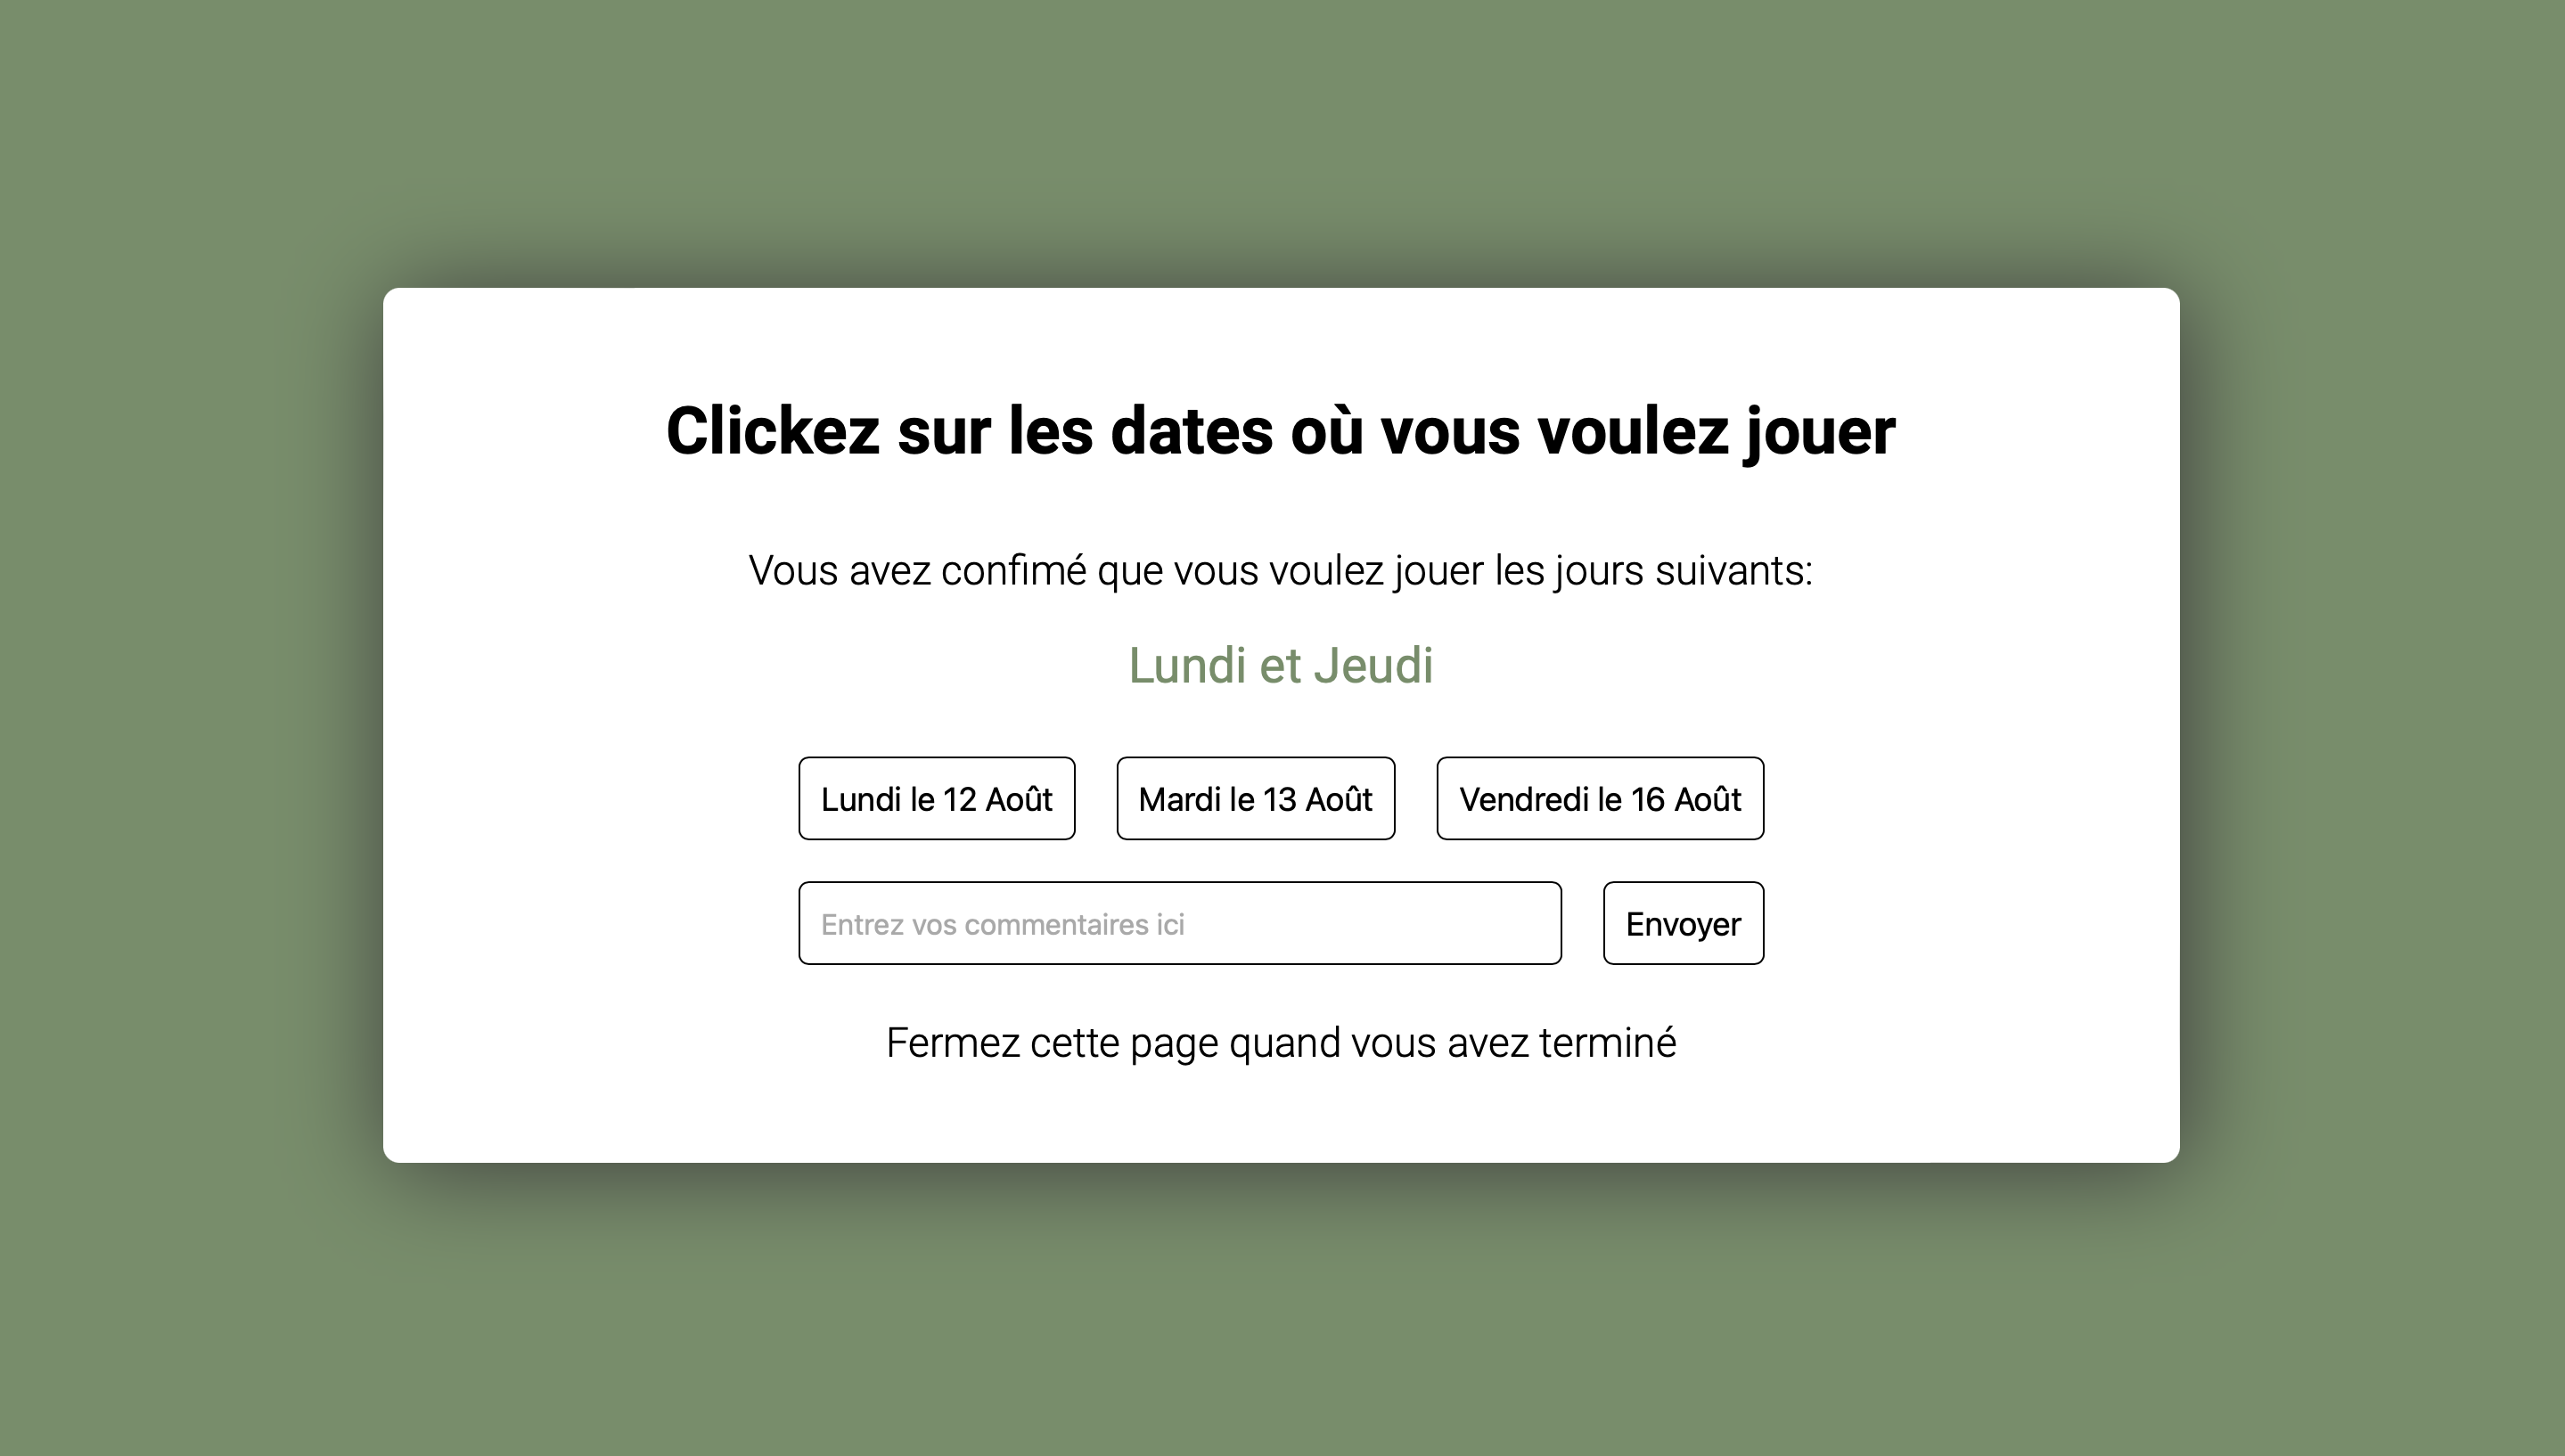 Clickez sur les dates où vous voulez jouer
Vous avez confimé que vous voulez jouer les jours suivants:
Lundi et Jeudi
Lundi le 12 Août
Mardi le 13 Août
Vendredi le 16 Août
Entrez vos commentaires ici
Envoyer
Fermez cette page quand vous avez terminé